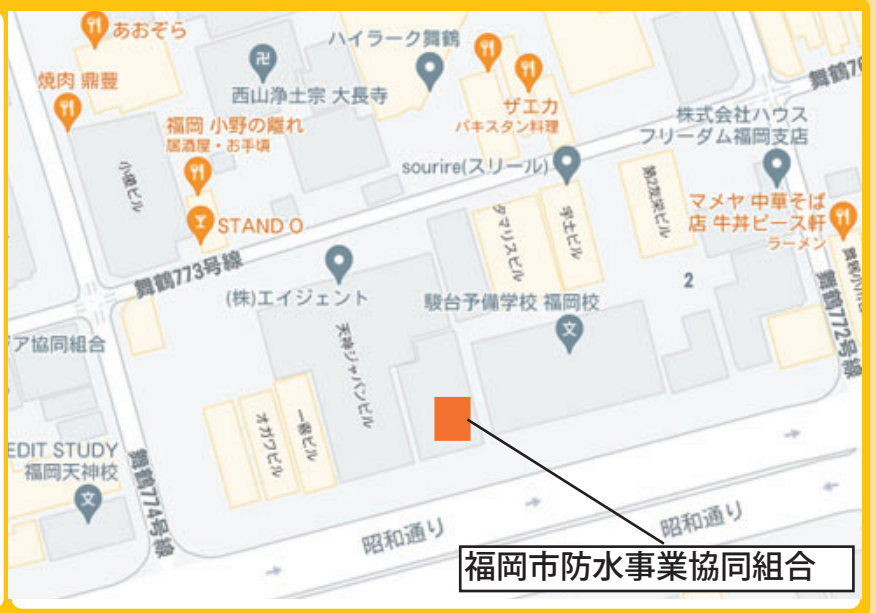 あおぞら
ハイラーク舞鶴
焼肉 鼎豊
西山浄土宗 大長寺
ザエカ
パキスタン料理
舞鶴7
株式会社ハウス
フリーダム福岡支店
福岡 小野の離れ
居酒屋・お手頃
sourire(スリール)
第2友栄ビル
マメヤ 中華そば
店 牛丼ピース軒
ラーメン
STAND O
タマリスビル
宇土ビル
舞鶴773号線
(株)エイジェント
駿台予備学校 福岡校
2
舞鶴772号線
ア協同組合
天神ジャパンビル
オガワビル
EDIT STUDY
福岡天神校
舞鶴774号線
昭和通り
昭和通り
福岡市防水事業協同組合